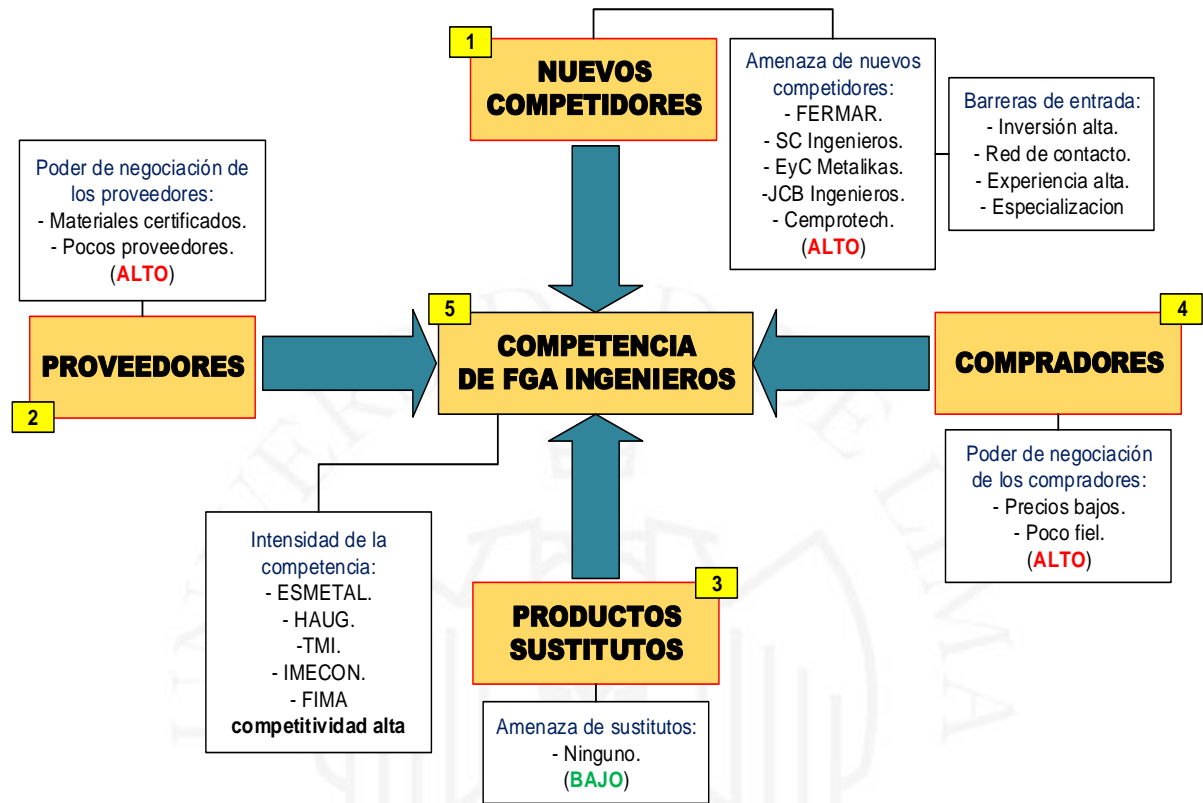 1
NUEVOS
COMPETIDORES
Amenaza de nuevos
competidores:
- FERMAR.
- SC Ingenieros.
- EyC Metalikas.
-JCB Ingenieros.
- Cemprotech.
(ALTO)
Barreras de entrada:
- Inversión alta.
- Red de contacto.
- Experiencia alta.
- Especializacion
Poder de negociación de
los proveedores:
- Materiales certificados.
- Pocos proveedores.
(ALTO)
PROVEEDORES
2
5
COMPETENCIA
DE FGA INGENIEROS
4
COMPRADORES
Poder de negociación
de los compradores:
- Precios bajos.
- Poco fiel.
(ALTO)
Intensidad de la
competencia:
- ESMETAL.
- HAUG.
-TMI.
- IMECON.
- FIMA
competitividad alta
3
PRODUCTOS
SUSTITUTOS
Amenaza de sustitutos:
- Ninguno.
(BAJO)
UNIVERSIDAD DE LIMA